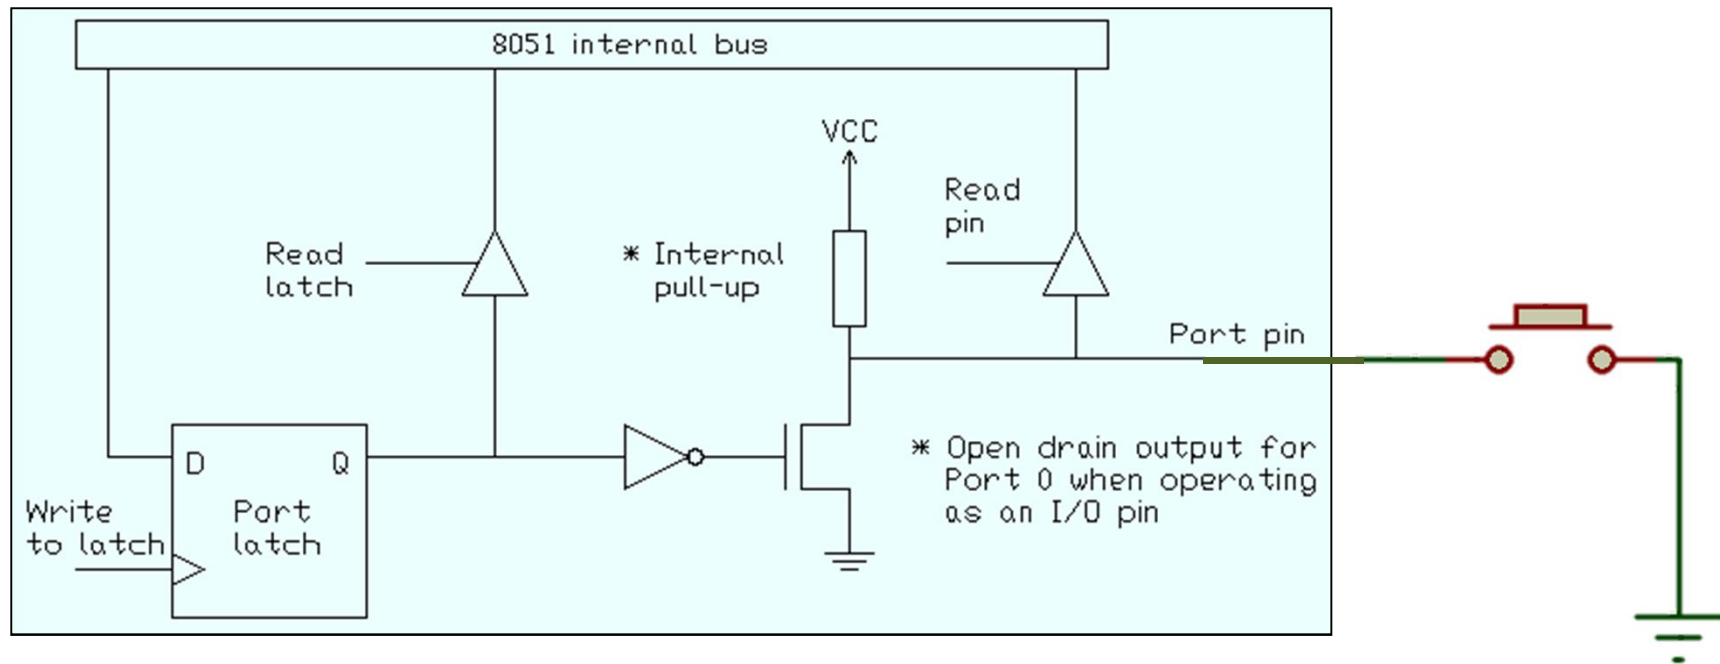 8051 internal bus
VCC
Read
pin
Read
latch
* Internal
pull-up
Port pin
D
Q
* Open drain output for
Port 0 when operating
as an I/O pin
Write
to latch
Port
latch